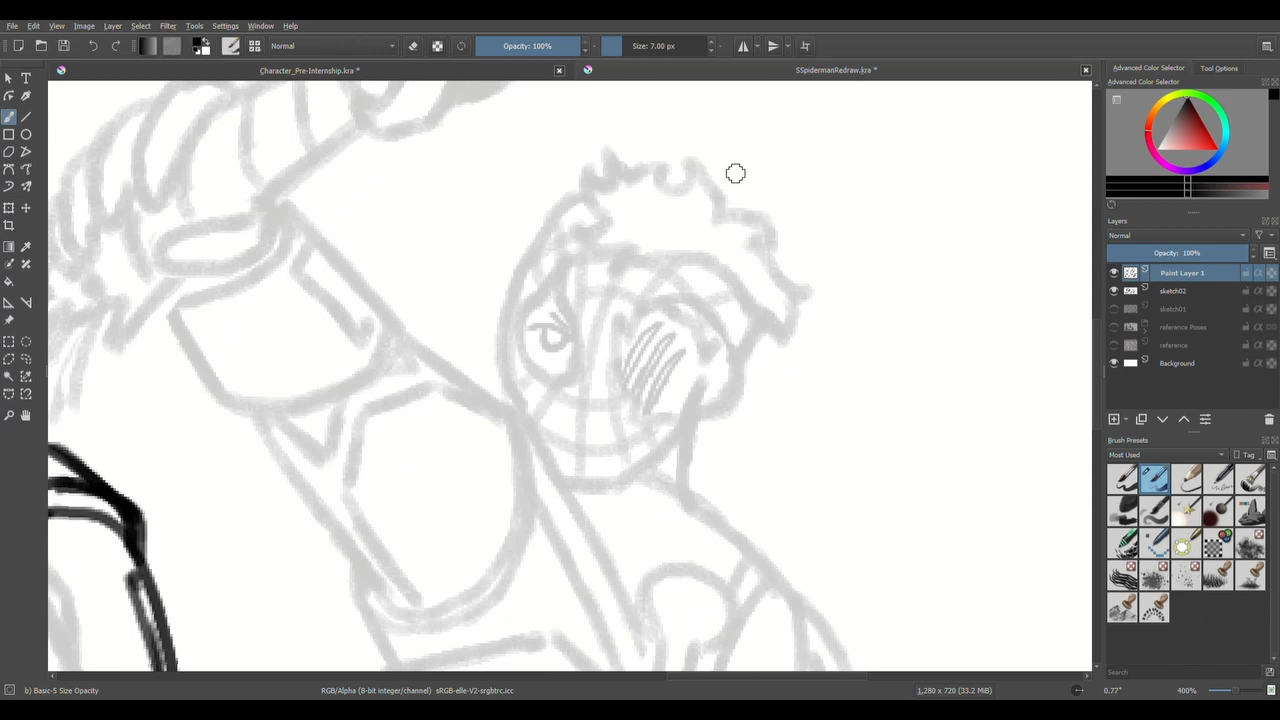 File Edit View Image Layer Select Filter Tools Settings Window Help
Normal Opacity: 100% Size: 7.00 px
Character_Pre-Internship.kra * SSpidermanRedraw.kra *
Advanced Color Selector Tool Options
Advanced Color Selector
Layers
Normal
Opacity: 100%
Paint Layer 1
sketch02
sketch01
reference Poses
reference
Background
Brush Presets
Most Used Tag
Search
b) Basic-5 Size Opacity RGB/Alpha (8-bit integer/channel) sRGB-elle-V2-srgbtrc.icc 1,280 x 720 (33.2 MiB) 0.77° 400%